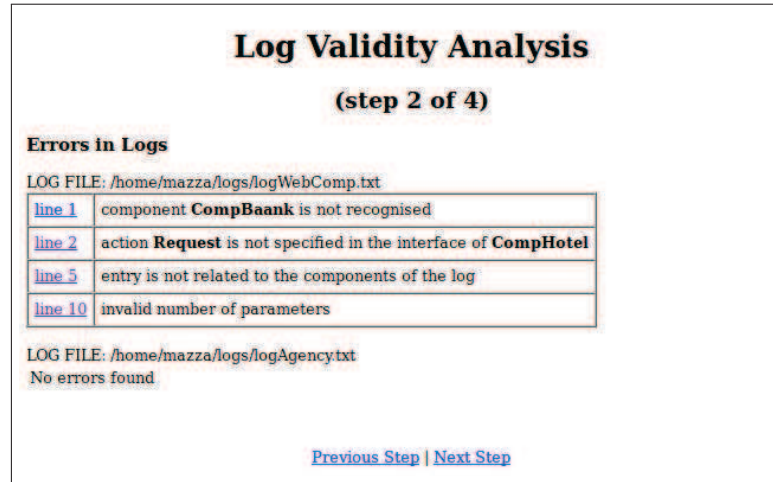 Log Validity Analysis
(step 2 of 4)
Errors in Logs
LOG FILE: /home/mazza/logs/logWebComp.txt
line 1 component CompBaank is not recognised
line 2 action Request is not specified in the interface of CompHotel
line 5 entry is not related to the components of the log
line 10 invalid number of parameters
LOG FILE: /home/mazza/logs/logAgency.txt
No errors found
Previous Step | Next Step